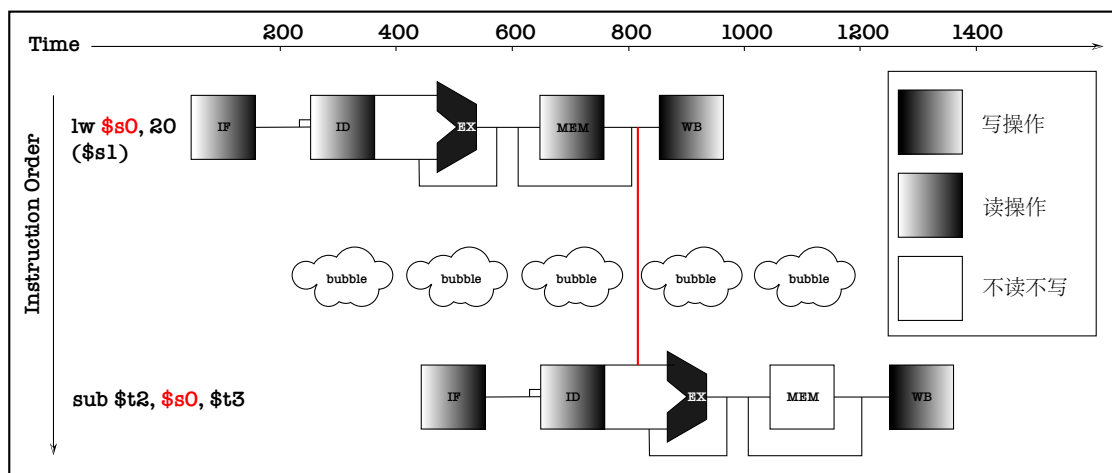 Time 200 400 600 800 1000 1200 1400
Instruction Order
lw $s0, 20
($s1)
IF ID EX MEM WB
bubble bubble bubble bubble bubble
sub $t2, $s0, $t3
IF ID EX MEM WB
写操作
读操作
不读不写